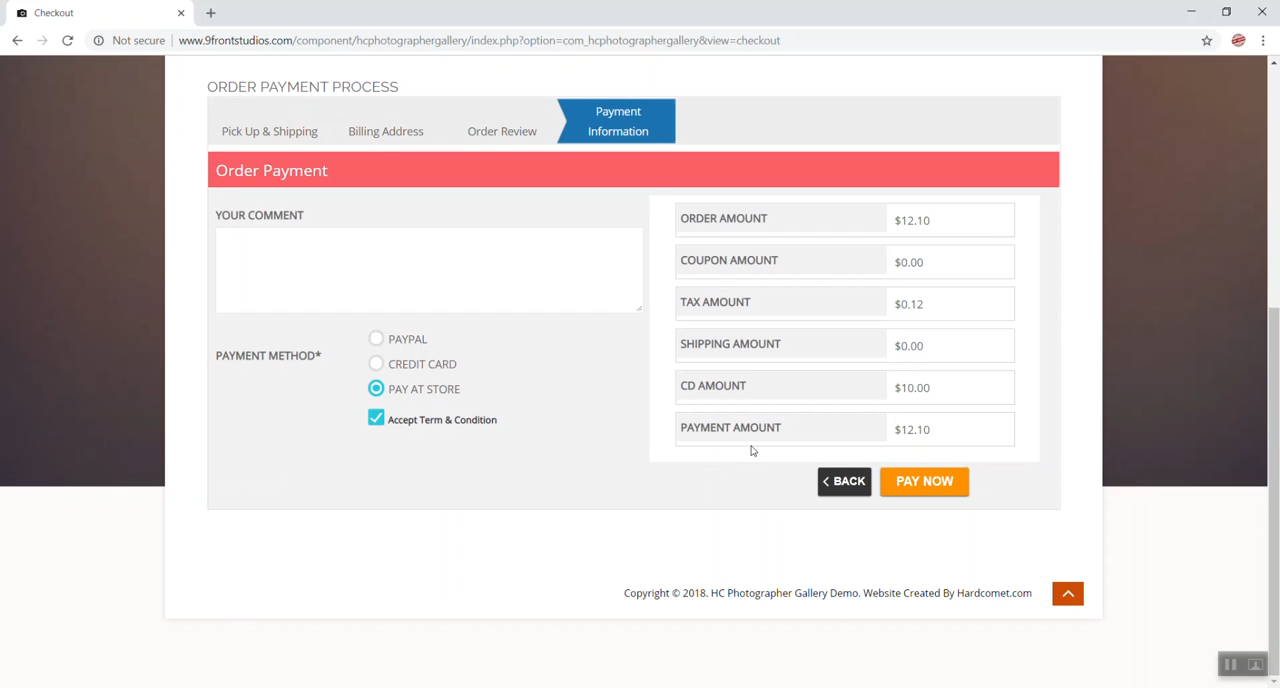 Checkout
Not secure
www.9frontstudios.com/component/hcphotographergallery/index.php?option=com_hcphotographergallery&view=checkout
ORDER PAYMENT PROCESS
Pick Up & Shipping
Billing Address
Order Review
Payment
Information
Order Payment
YOUR COMMENT
PAYMENT METHOD*
PAYPAL
CREDIT CARD
PAY AT STORE
Accept Term & Condition
ORDER AMOUNT $12.10
COUPON AMOUNT $0.00
TAX AMOUNT $0.12
SHIPPING AMOUNT $0.00
CD AMOUNT $10.00
PAYMENT AMOUNT $12.10
BACK
PAY NOW
Copyright © 2018. HC Photographer Gallery Demo. Website Created By Hardcomet.com